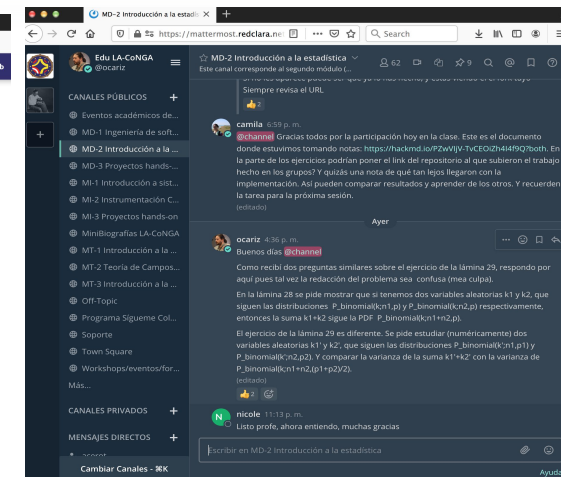 MD-2 Introducción a la estadís
https://mattermost.redclara.ne
Search
Edu LA-CoNGA
@ocariz
MD-2 Introducción a la estadística
Este canal corresponde al segundo módulo (...
62
9
CANALES PÚBLICOS
Eventos académicos de...
MD-1 Ingeniería de soft...
MD-2 Introducción a la ...
MD-3 Proyectos hands-...
MI-1 Introducción a sist...
MI-2 Instrumentación C...
MI-3 Proyectos hands-on
MiniBiografías LA-CoNGA
MT-1 Introducción a la ...
MT-2 Teoría de Campos...
MT-3 Introducción a la ...
Off-Topic
Programa Sígueme Col...
Soporte
Town Square
Workshops/eventos/for...
Más...
CANALES PRIVADOS
MENSAJES DIRECTOS
Cambiar Canales - ⌘K
Siempre revisa el URL
2
camila 6:59 p. m.
@channel Gracias todos por la participación hoy en la clase. Este es el documento
donde estuvimos tomando notas: https://hackmd.io/PZwVIjV-TvCEOiZh4I4f9Q?both. En
la parte de los ejercicios podrían poner el link del repositorio al que subieron el trabajo
hecho en los grupos? Y quizás una nota de qué tan lejos llegaron con la
implementación. Así pueden comparar resultados y aprender de los otros. Y recuerden
la tarea para la próxima sesión.
(editado)
Ayer
ocariz 4:36 p. m.
Buenos días @channel
Como recibí dos preguntas similares sobre el ejercicio de la lámina 29, respondo por
aquí pues tal vez la redacción del problema sea confusa (mea culpa).
En la lámina 28 se pide mostrar que si tenemos dos variables aleatorias k1 y k2, que
siguen las distribuciones P_binomial(k;n1,p) y P_binomial(k;n2,p) respectivamente,
entonces la suma k1+k2 sigue la PDF P_binomial(k;n1+n2,p).
El ejercicio de la lámina 29 es diferente. Se pide estudiar (numéricamente) dos
variables aleatorias k1' y k2', que siguen las distribuciones P_binomial(k';n1,p1) y
P_binomial(k';n2,p2). Y comparar la varianza de la suma k1'+k2' con la varianza de
P_binomial(k;n1+n2,(p1+p2)/2).
(editado)
2
N
nicole 11:13 p. m.
Listo profe, ahora entiendo, muchas gracias
Escribir en MD-2 Introducción a la estadística
Ayuda